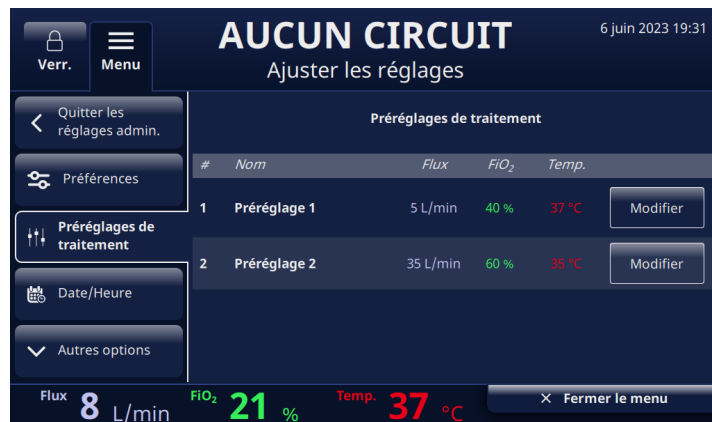 AUCUN CIRCUIT
6 juin 2023 19:31
Verr.
Menu
Ajuster les réglages
Quitter les
réglages admin.
Préférences
Préréglages de
traitement
Date/Heure
Autres options
Préréglages de traitement
# Nom Flux FiO₂ Temp.
1 Préréglage 1 5 L/min 40 % 37 °C Modifier
2 Préréglage 2 35 L/min 60 % 35 °C Modifier
Flux 8 L/min FiO₂ 21 % Temp. 37 °C × Fermer le menu